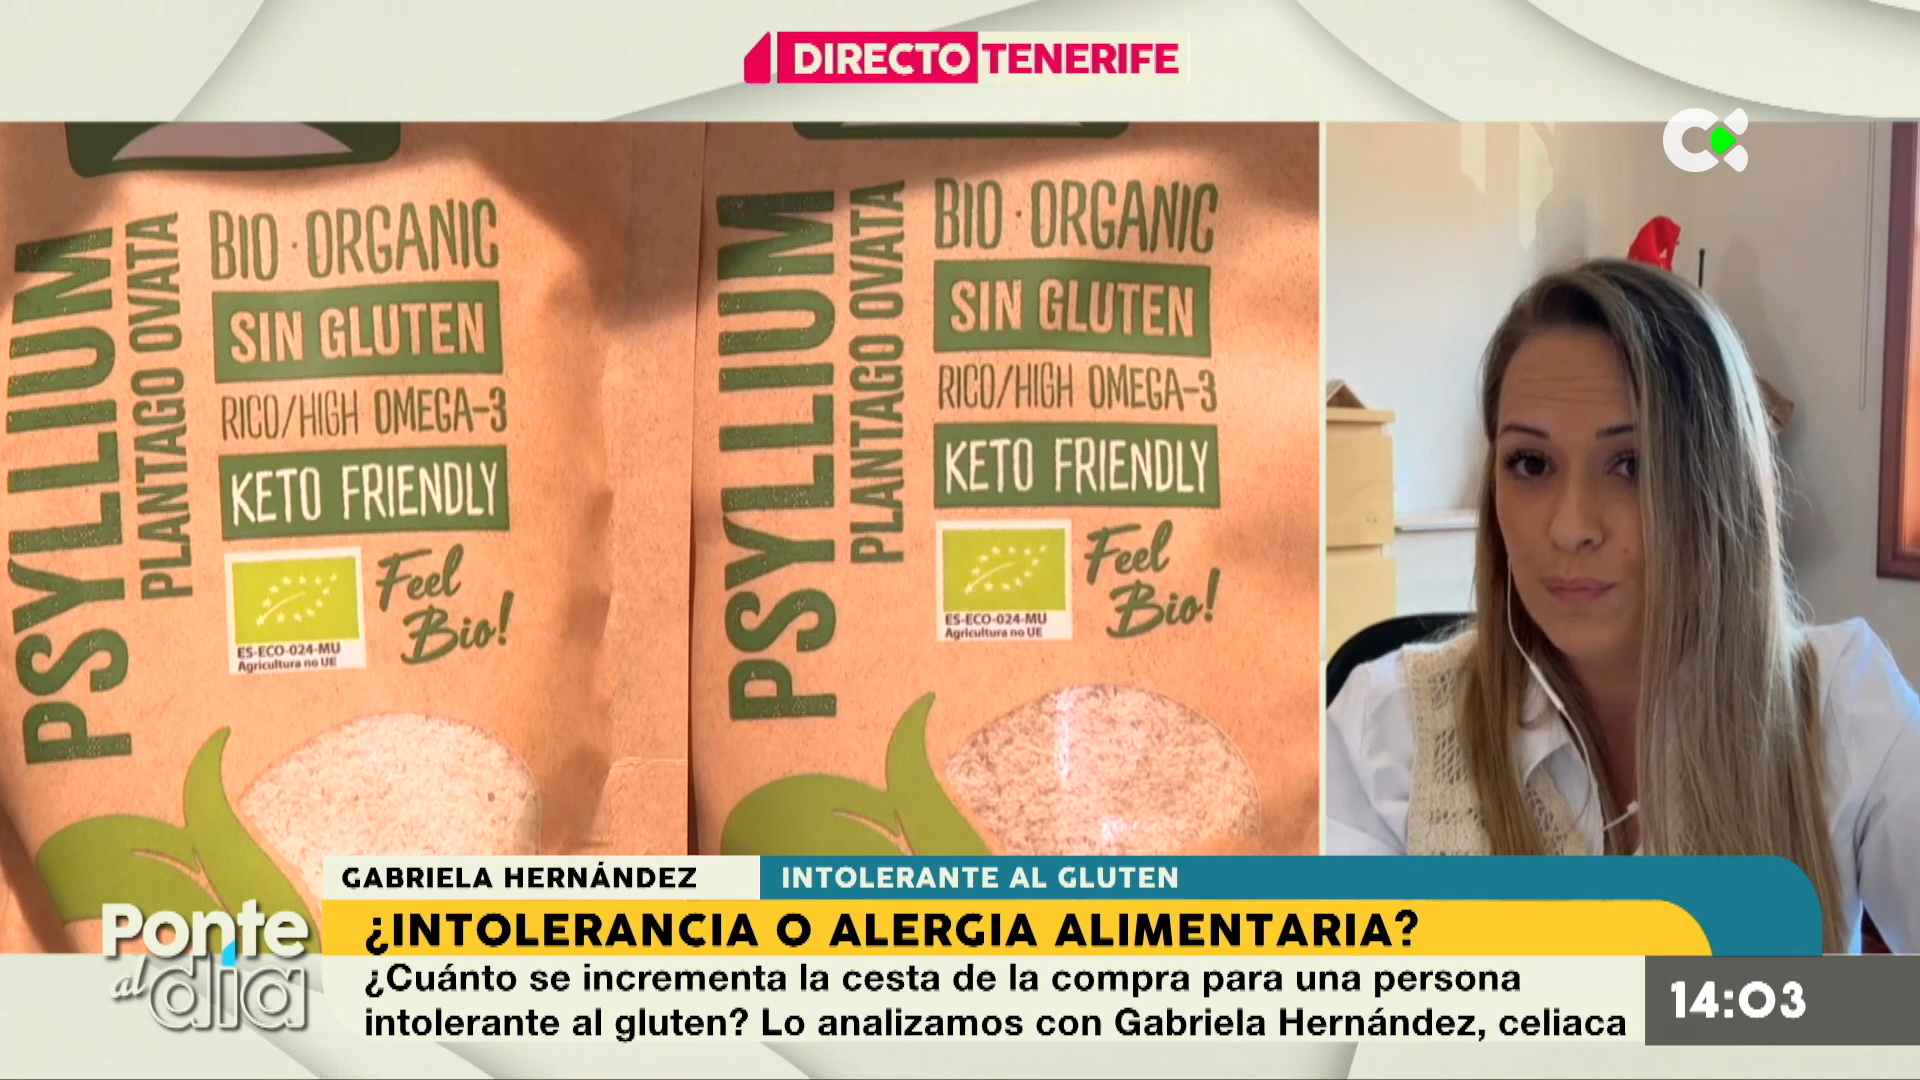 DIRECTO TENERIFE
PSYLLIUM
PLANTAGO OVATA
BIO · ORGANIC
SIN GLUTEN
RICO/HIGH OMEGA-3
KETO FRIENDLY
Feel
Bio!
ES-ECO-024-MU
Agricultura no UE
PSYLLIUM
PLANTAGO OVATA
BIO · ORGANIC
SIN GLUTEN
RICO/HIGH OMEGA-3
KETO FRIENDLY
Feel
Bio!
ES-ECO-024-MU
Agricultura no UE
GABRIELA HERNÁNDEZ INTOLERANTE AL GLUTEN
Ponte
al día
¿INTOLERANCIA O ALERGIA ALIMENTARIA?
¿Cuánto se incrementa la cesta de la compra para una persona
intolerante al gluten? Lo analizamos con Gabriela Hernández, celiaca
14:03